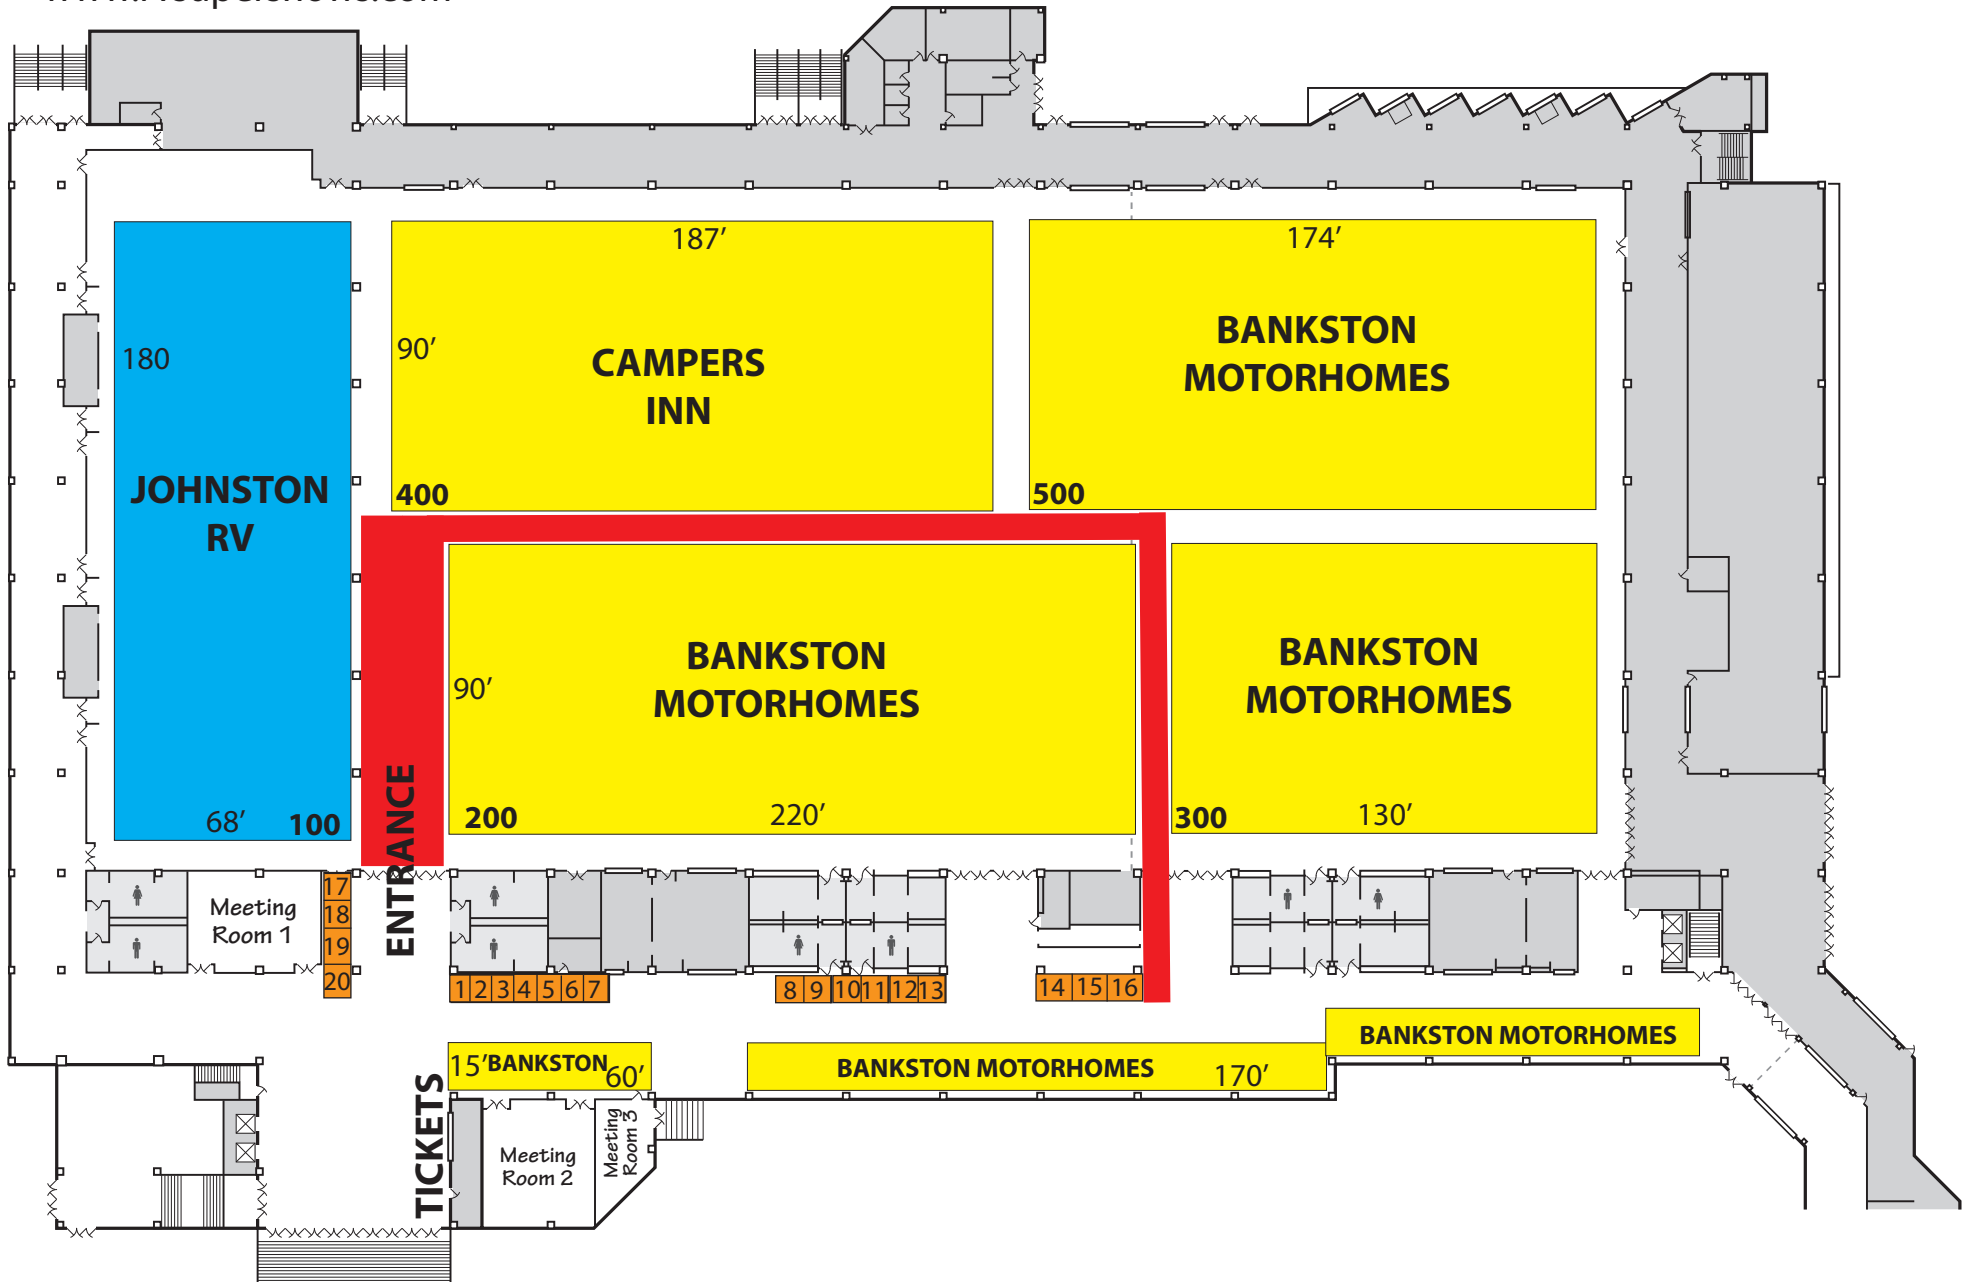 187’
174’
90’
CAMPERS
INN
BANKSTON
MOTORHOMES
180
400
500
JOHNSTON
RV
90’
BANKSTON
MOTORHOMES
BANKSTON
MOTORHOMES
68’
100
ENTRANCE
200
220’
300
130’
Meeting
Room 1
17
18
19
20
1 2 3 4 5 6 7
8 9 10 11 12 13
14 15 16
15’ BANKSTON 60’
BANKSTON MOTORHOMES 170’
BANKSTON MOTORHOMES
TICKETS
Meeting
Room 2
Meeting
Room 3